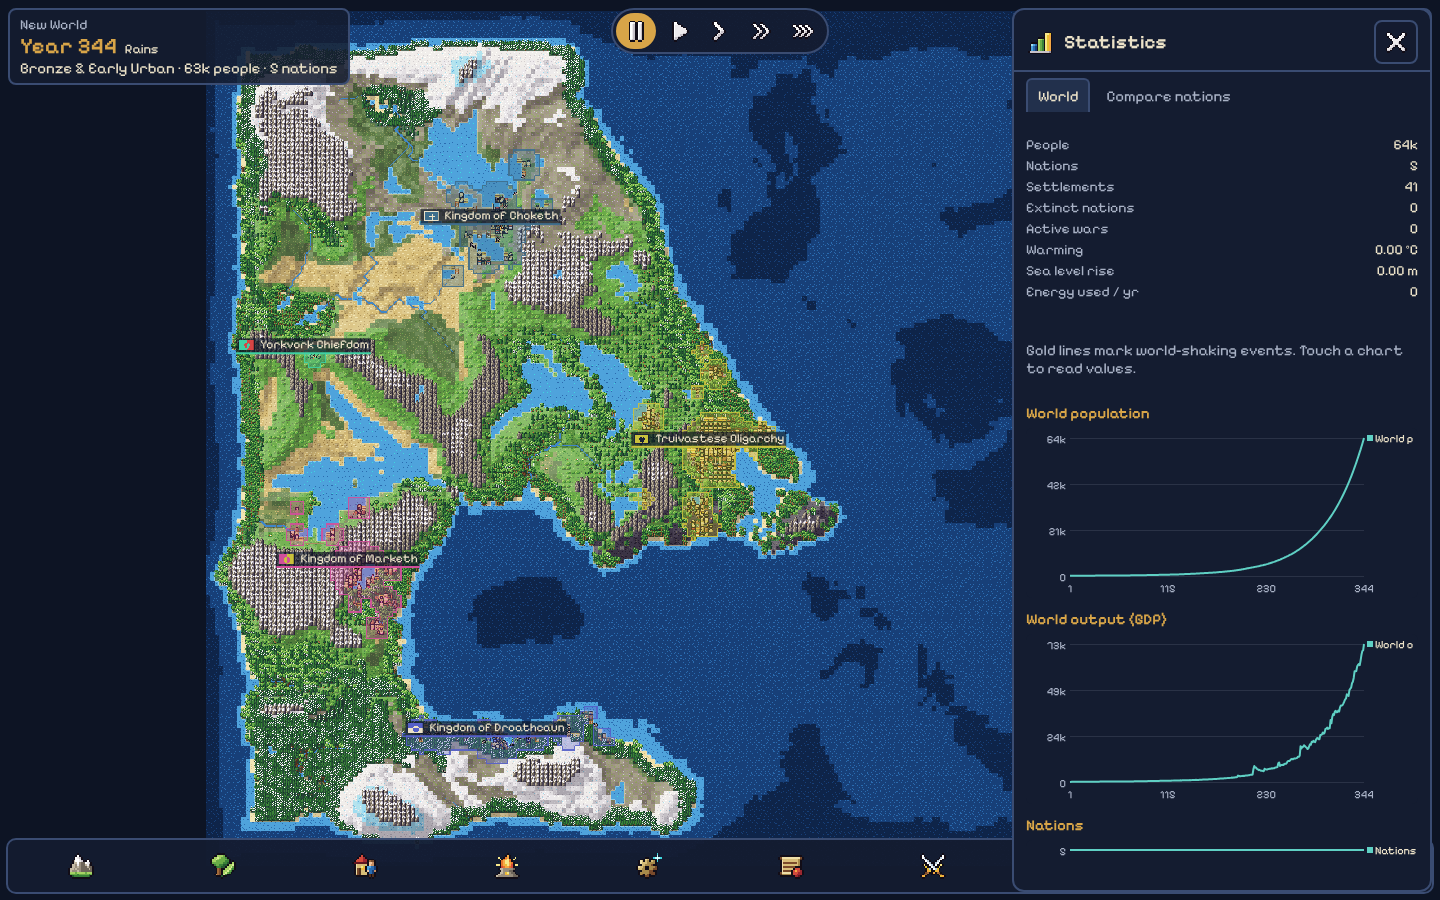 New World
Year 344 Rains
Bronze & Early Urban · 63k people · 5 nations
Statistics
World
Compare nations
People 64k
Nations 5
Settlements 41
Extinct nations 0
Active wars 0
Warming 0.00 °C
Sea level rise 0.00 m
Energy used / yr 0
Gold lines mark world-shaking events. Touch a chart
to read values.
World population
64k
World p
42k
21k
0
1 115 230 344
World output (GDP)
73k
World o
49k
24k
0
1 115 230 344
Nations
5
Nations
Kingdom of Choketh
Yorkvark Chiefdom
Truivastese Oligarchy
Kingdom of Marketh
Kingdom of Droathcaun